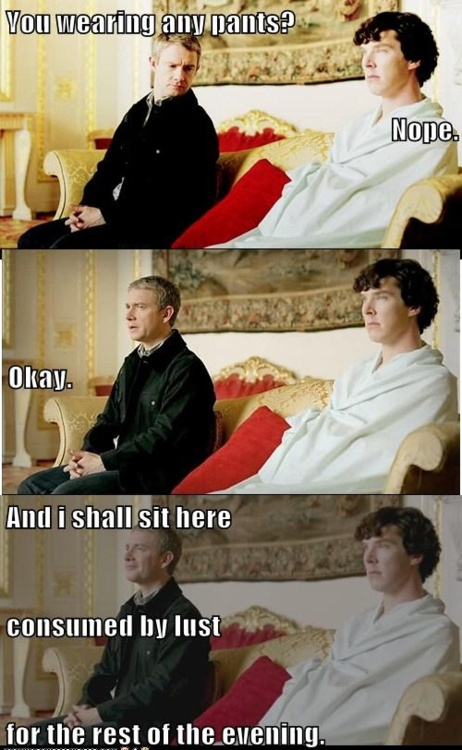 You wearing any pants?
Nope.
Okay.
And i shall sit here
consumed by lust
for the rest of the evening.